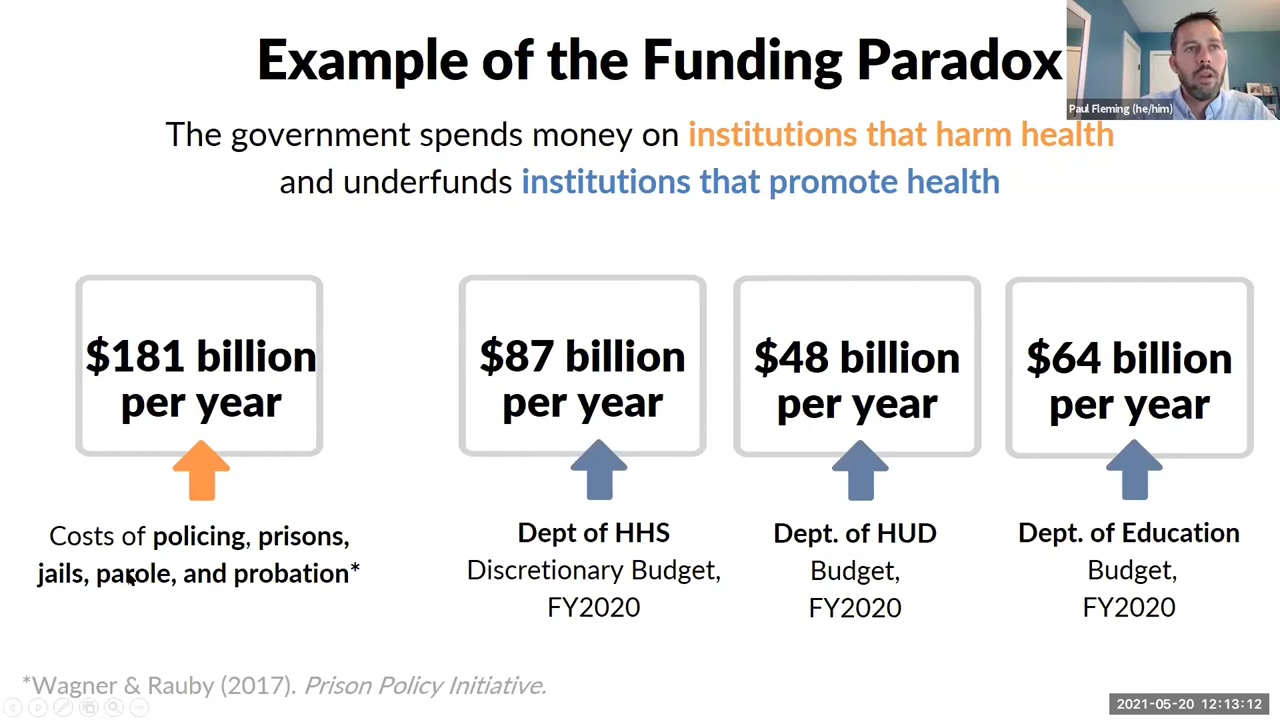 Example of the Funding Paradox
Paul Fleming (he/him)
The government spends money on institutions that harm health
and underfunds institutions that promote health
$181 billion
per year
$87 billion
per year
$48 billion
per year
$64 billion
per year
Costs of policing, prisons,
jails, parole, and probation*
Dept of HHS
Discretionary Budget,
FY2020
Dept. of HUD
Budget,
FY2020
Dept. of Education
Budget,
FY2020
*Wagner & Rauby (2017). Prison Policy Initiative.
2021-05-20 12:13:12